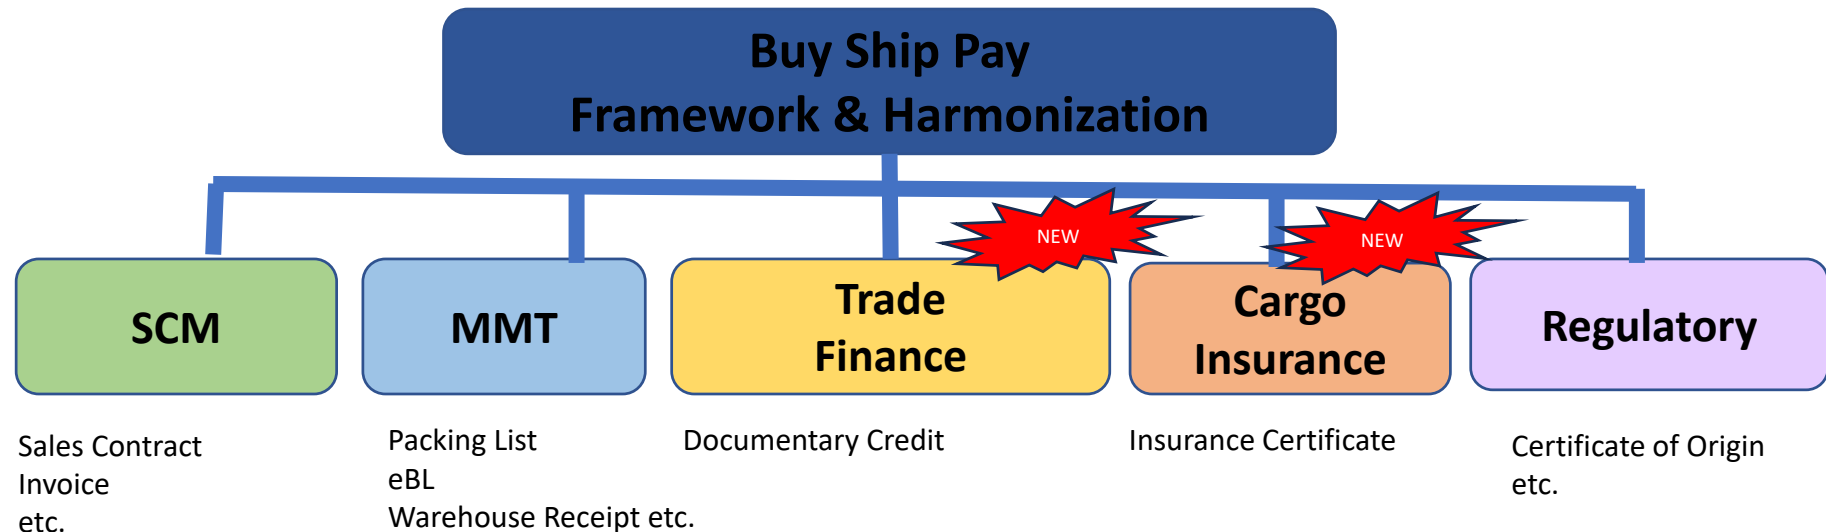 Buy Ship Pay
Framework & Harmonization
NEW
NEW
SCM
MMT
Trade
Finance
Cargo
Insurance
Regulatory
Sales Contract
Invoice
etc.
Packing List
eBL
Warehouse Receipt etc.
Documentary Credit
Insurance Certificate
Certificate of Origin
etc.